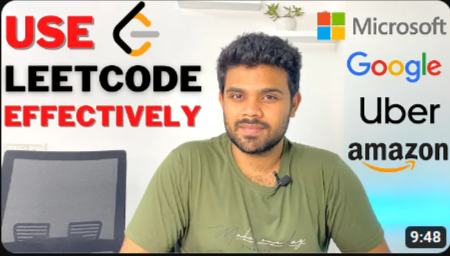 USE
LEETCODE
EFFECTIVELY
Microsoft
Google
Uber
amazon
9:48